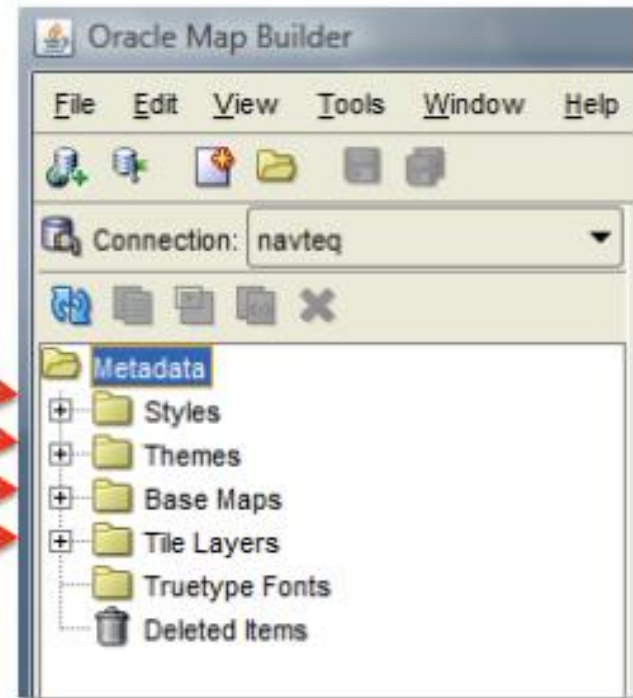 Oracle Map Builder
File Edit View Tools Window Help
Connection: navteq
Metadata
Styles
Themes
Base Maps
Tile Layers
Truetype Fonts
Deleted Items